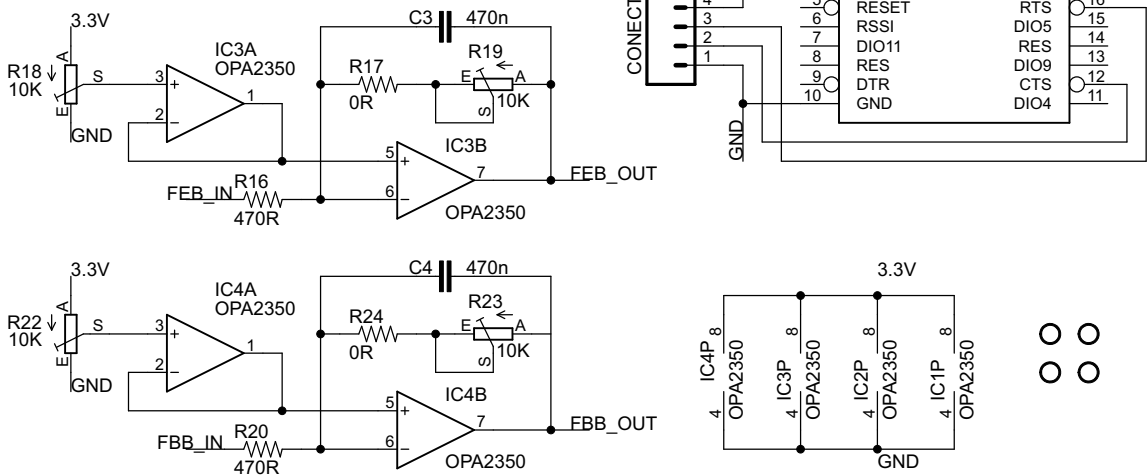 3.3V
A
R18
10K
S
E
GND
3
2
1
IC3A
OPA2350
C3
470n
R17
0R
R19
E
A
10K
S
5
6
7
IC3B
OPA2350
FEB_IN
R16
470R
FEB_OUT
4
3
2
1
GND
RESET
6
RSSI
7
DIO11
8
RES
9
DTR
10
GND
RTS
16
DIO5
15
RES
14
DIO9
13
CTS
12
DIO4
11
3.3V
A
R22
10K
S
E
GND
3
2
1
IC4A
OPA2350
C4
470n
R24
0R
R23
E
A
10K
S
5
6
7
IC4B
OPA2350
FBB_IN
R20
470R
FBB_OUT
3.3V
8
IC4P
OPA2350
4
8
IC3P
OPA2350
4
8
IC2P
OPA2350
4
8
IC1P
OPA2350
4
GND